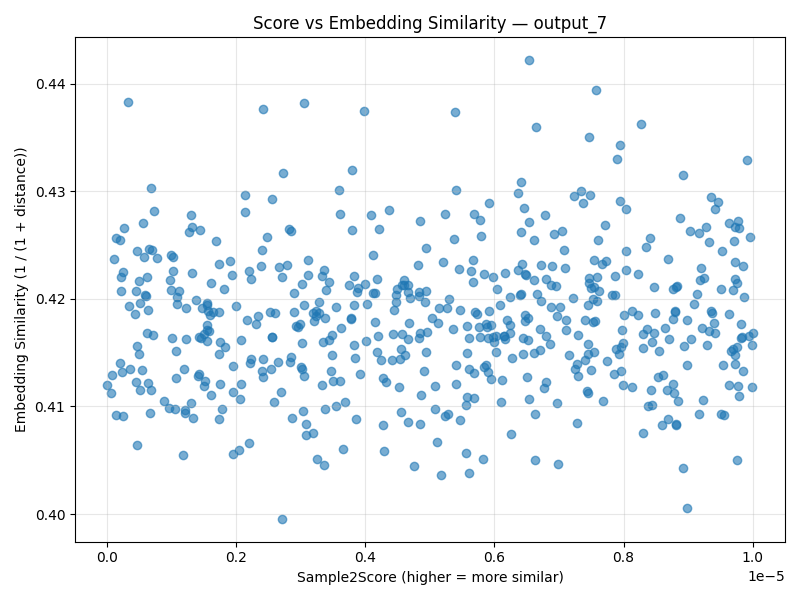 Score vs Embedding Similarity — output_7
Embedding Similarity (1 / (1 + distance))
0.44
0.43
0.42
0.41
0.40
0.0
0.2
0.4
0.6
0.8
1.0
1e−5
Sample2Score (higher = more similar)